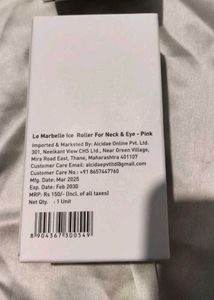 Le Marbelle Ice Roller For Neck & Eye - Pink
Imported & Marketed By: Alcidae Online Pvt. Ltd.
301, Neelkant View CHS Ltd., Near Green Village,
Mira Road East, Thane, Maharashtra 401107
Customer Care Email: alcidaepvtltd@gmail.com
Customer Care No.: +91 8657447760
Mfg. Date: Mar 2025
Exp. Date: Feb 2030
MRP: Rs 150/- (Incl. of all taxes)
Net Qty. : 1 Unit
8 904367 300549